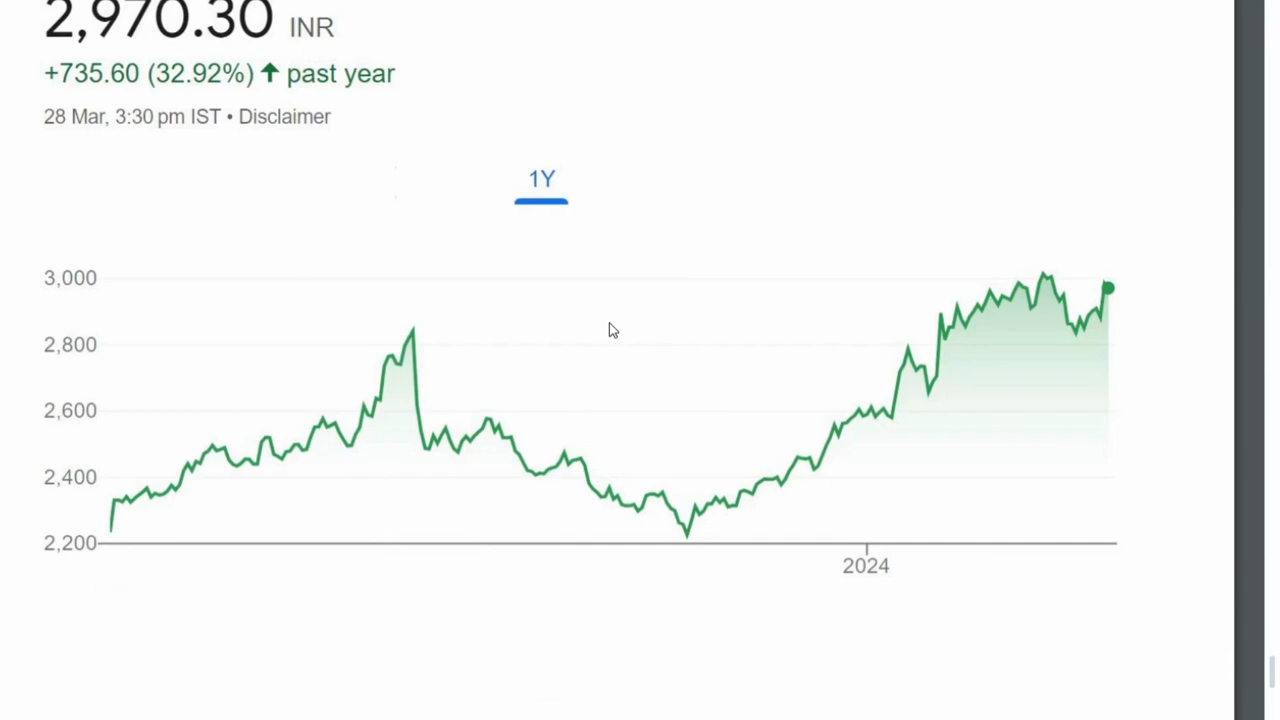 2,970.30 INR
+735.60 (32.92%) ↑ past year
28 Mar, 3:30 pm IST • Disclaimer
1Y
3,000
2,800
2,600
2,400
2,200
2024